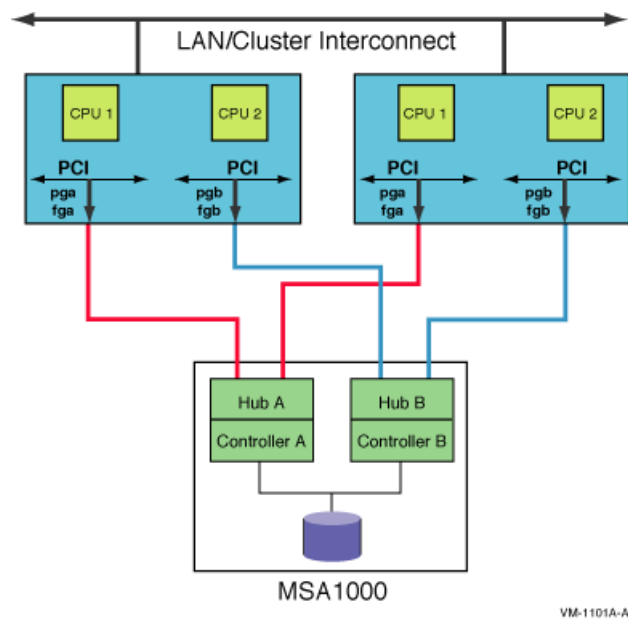 LAN/Cluster Interconnect
CPU 1
CPU 2
CPU 1
CPU 2
PCI
PCI
PCI
PCI
pga
fga
pgb
fgb
pga
fga
pgb
fgb
Hub A
Controller A
Hub B
Controller B
MSA1000
VM-1101A-A